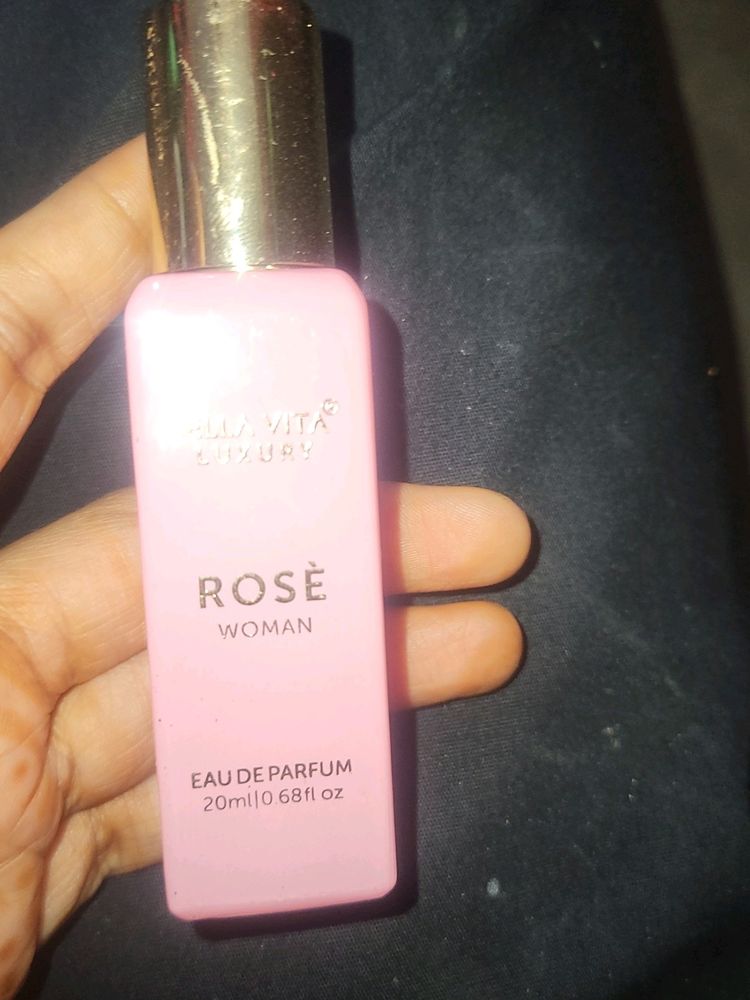 ELLA VITA®
LUXURY
ROSÈ
WOMAN
EAU DE PARFUM
20ml|0.68fl oz